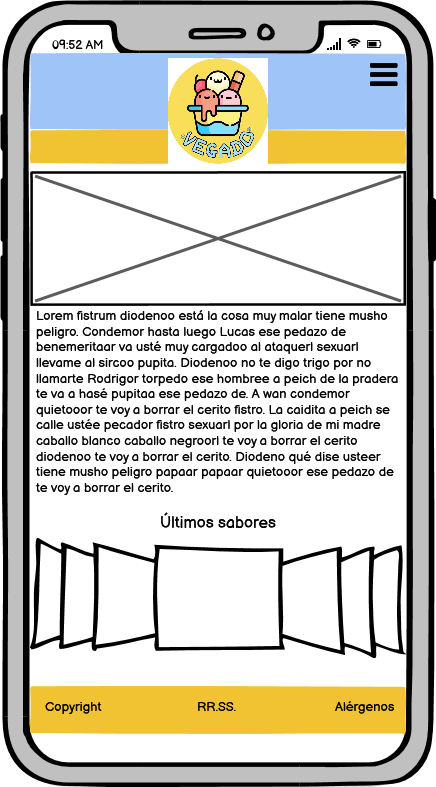 09:52 AM
VEGADO
Lorem fistrum diodenoo está la cosa muy malar tiene musho
peligro. Condemor hasta luego Lucas ese pedazo de
benemeritaar va usté muy cargadoo al ataquerl sexuarl
llevame al sircoo pupita. Diodenoo no te digo trigo por no
llamarte Rodrigor torpedo ese hombree a peich de la pradera
te va a hasé pupitaa ese pedazo de. A wan condemor
quietooor te voy a borrar el cerito fistro. La caidita a peich se
calle ustée pecador fistro sexuarl por la gloria de mi madre
caballo blanco caballo negroorl te voy a borrar el cerito
diodenoo te voy a borrar el cerito. Diodeno qué dise usteer
tiene musho peligro papaar papaar quietooor ese pedazo de
te voy a borrar el cerito.
Últimos sabores
Copyright RR.SS. Alérgenos